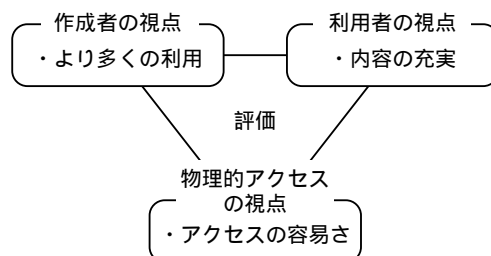 作成者の視点
・より多くの利用
利用者の視点
・内容の充実
評価
物理的アクセス
の視点
・アクセスの容易さ